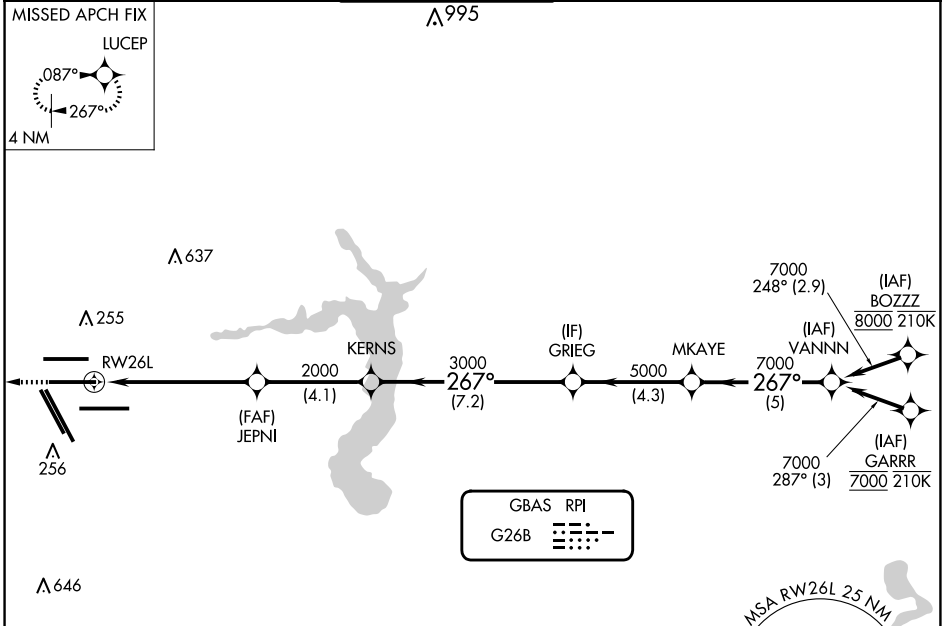 MISSED APCH FIX
LUCEP
087°
267°
4 NM
995
637
255
RW26L
256
646
(FAF)
JEPNI
2000
(4.1)
KERNS
3000
267°
(7.2)
(IF)
GRIEG
5000
(4.3)
MKAYE
7000
267°
(5)
(IAF)
VANNN
7000
248° (2.9)
(IAF)
BOZZZ
8000 210K
7000
287° (3)
(IAF)
GARRR
7000 210K
GBAS RPI
G26B
MSA RW26L 25 NM